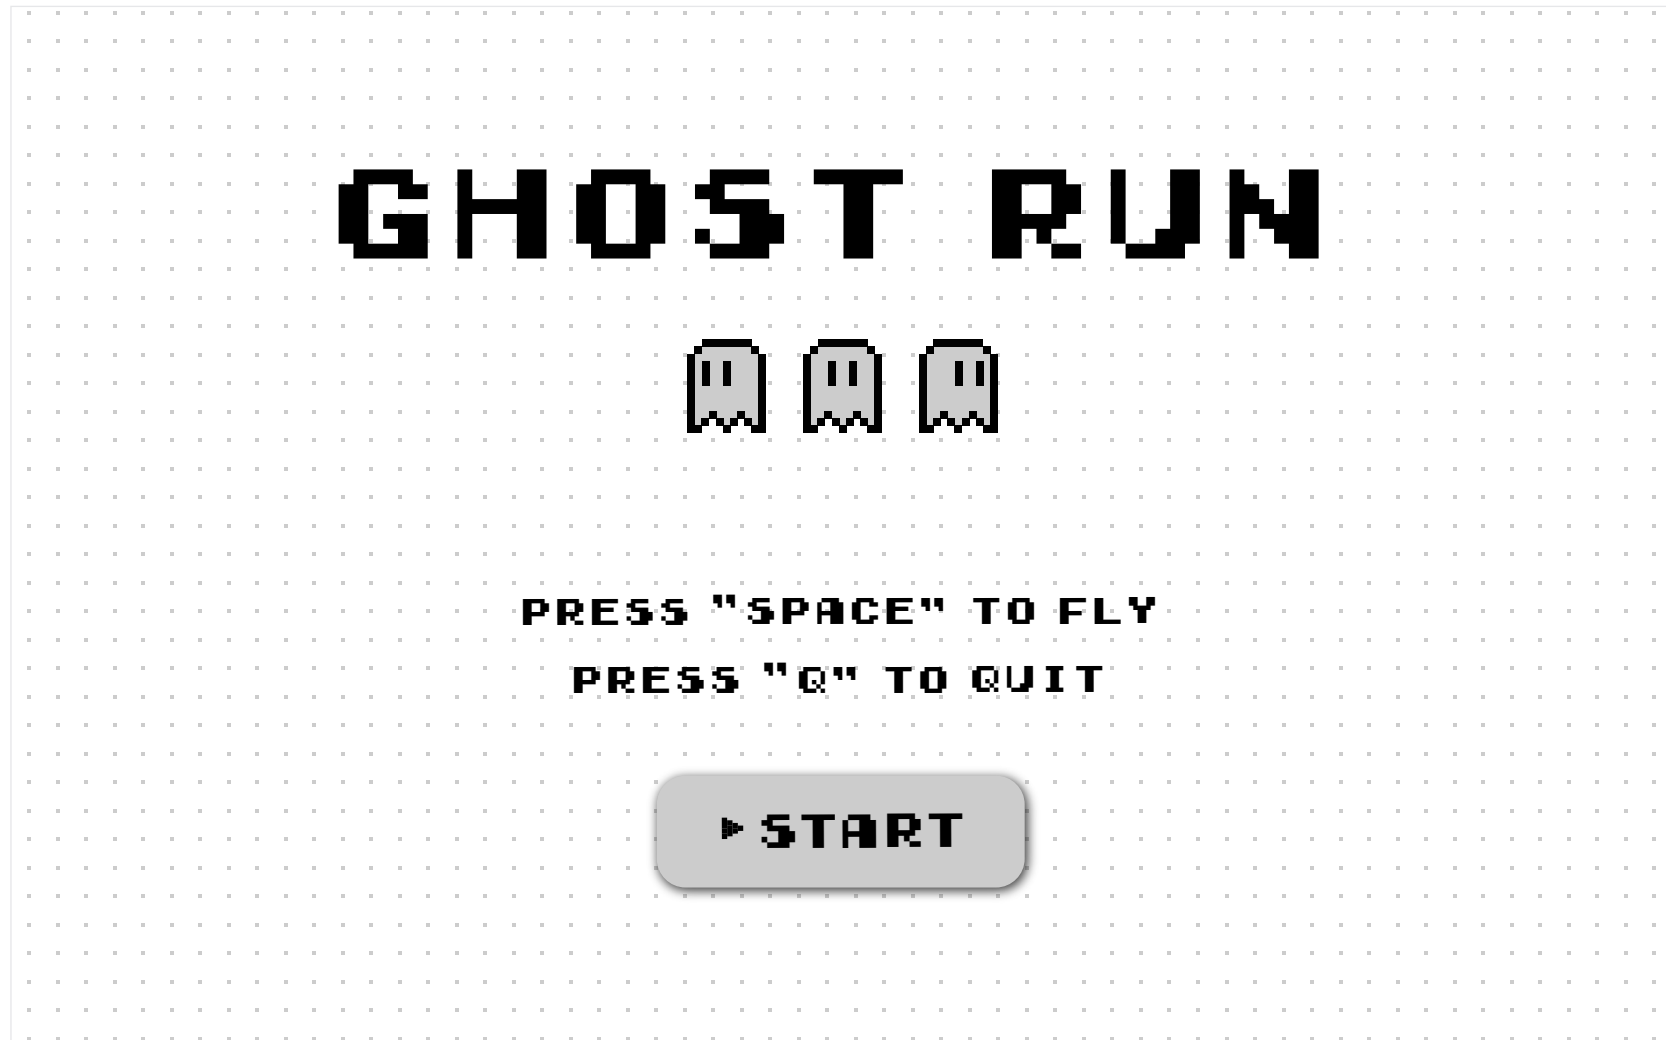 GHOST RUN
PRESS "SPACE" TO FLY
PRESS "Q" TO QUIT
START